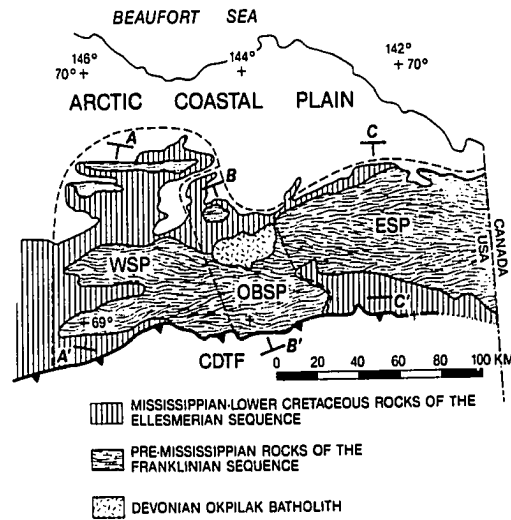 BEAUFORT SEA
146°
70° +
144°
+
142°
+ 70°
ARCTIC COASTAL PLAIN
A
B
C
WSP
ESP
OBSP
CANADA
USA
+ 69°
A'
B'
C'
CDTF
0 20 40 60 80 100 KM
MISSISSIPPIAN-LOWER CRETACEOUS ROCKS OF THE
ELLESMERIAN SEQUENCE
PRE-MISSISSIPPIAN ROCKS OF THE
FRANKLINIAN SEQUENCE
DEVONIAN OKPILAK BATHOLITH